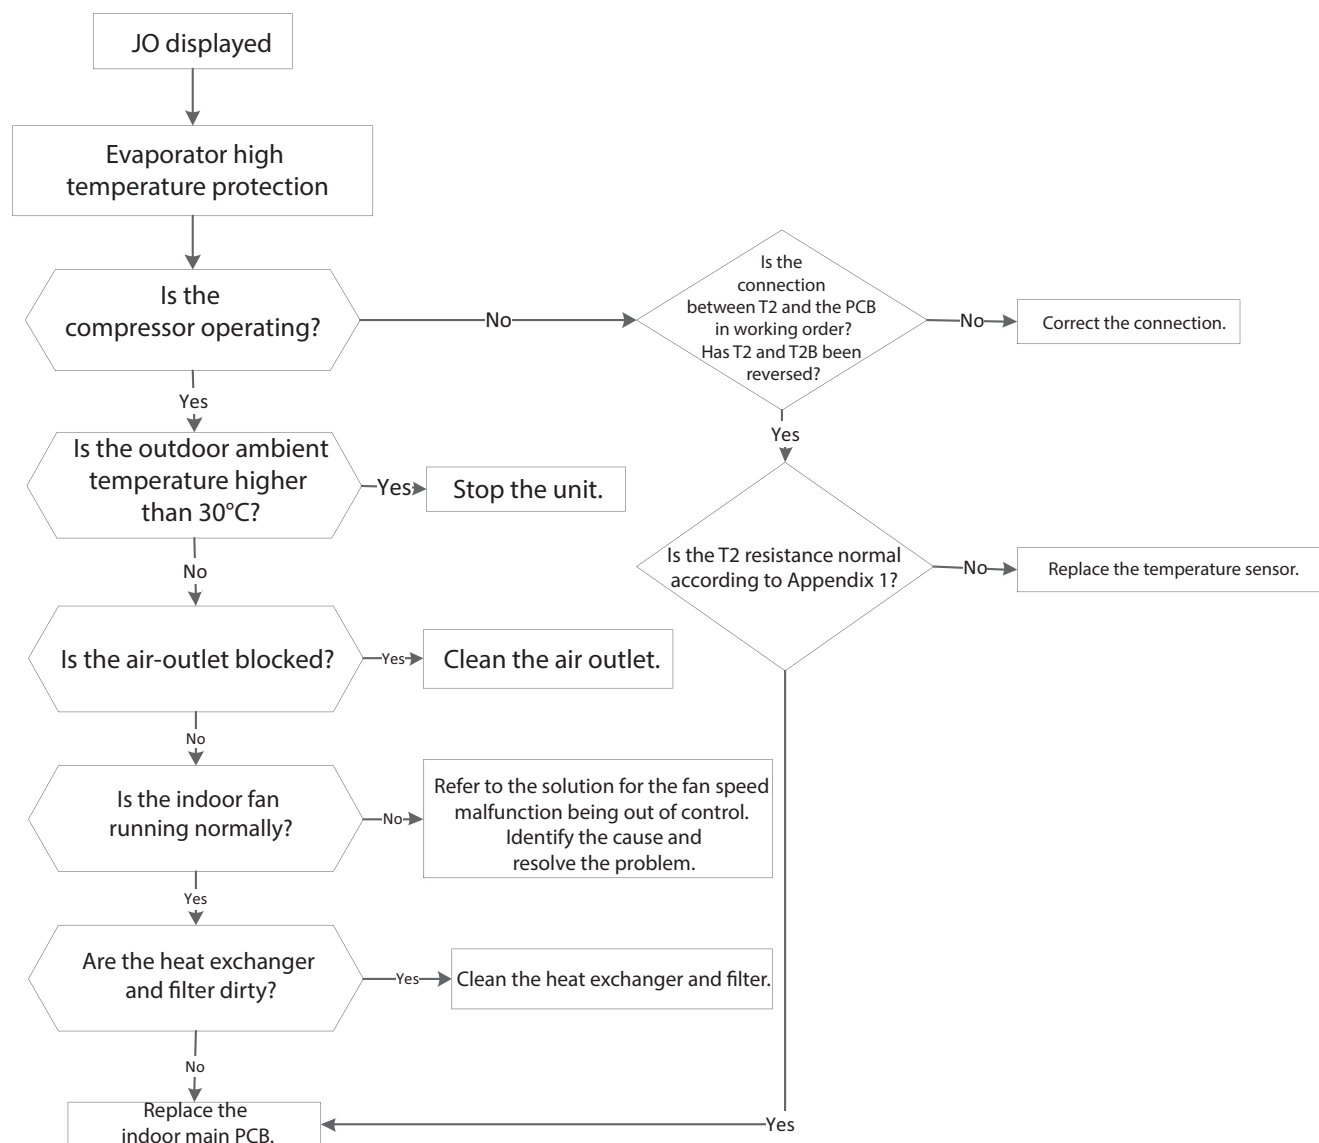 JO displayed
Evaporator high
temperature protection
Is the
compressor operating?
No
Is the
connection
between T2 and the PCB
in working order?
Has T2 and T2B been
reversed?
No
Correct the connection.
Yes
Yes
Is the outdoor ambient
temperature higher
than 30°C?
Yes
Stop the unit.
Is the T2 resistance normal
according to Appendix 1?
No
Replace the temperature sensor.
No
Is the air-outlet blocked?
Yes
Clean the air outlet.
No
Is the indoor fan
running normally?
No
Refer to the solution for the fan speed
malfunction being out of control.
Identify the cause and
resolve the problem.
Yes
Are the heat exchanger
and filter dirty?
Yes
Clean the heat exchanger and filter.
No
Replace the
indoor main PCB.
Yes